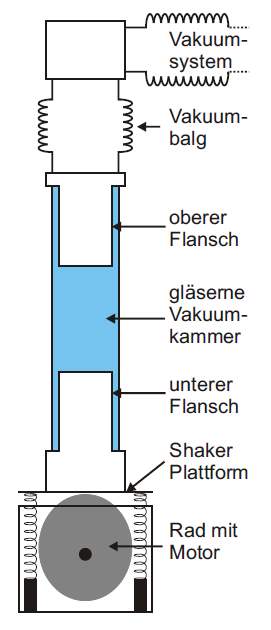 Vakuum-
system
Vakuum-
balg
oberer
Flansch
gläserne
Vakuum-
kammer
unterer
Flansch
Shaker
Plattform
Rad mit
Motor